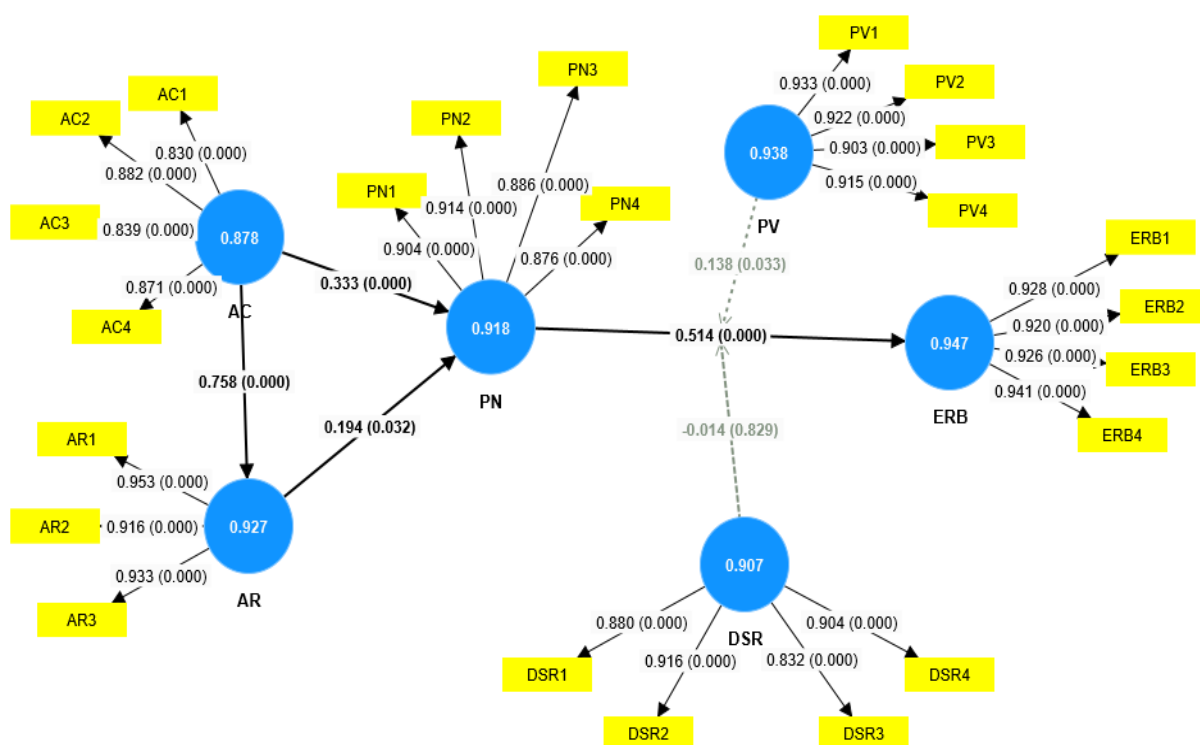 PV1
PN3
0.933 (0.000)
PV2
AC1
0.922 (0.000)
AC2
PN2
PV3
0.938
0.903 (0.000)
0.830 (0.000)
0.882 (0.000)
0.886 (0.000)
0.915 (0.000)
PN1
PN4
0.914 (0.000)
PV4
AC3
0.839 (0.000)
PV
0.878
ERB1
0.904 (0.000)
0.876 (0.000)
0.138 (0.033)
0.871 (0.000)
0.333 (0.000)
0.928 (0.000)
AC
ERB2
AC4
0.918
0.920 (0.000)
0.514 (0.000)
0.947
0.926 (0.000)
ERB3
0.758 (0.000)
0.941 (0.000)
PN
ERB
0.194 (0.032)
-0.014 (0.829)
ERB4
AR1
0.953 (0.000)
AR2
0.916 (0.000)
0.927
0.933 (0.000)
0.907
AR
AR3
0.880 (0.000)
DSR
0.904 (0.000)
0.916 (0.000)
0.832 (0.000)
DSR1
DSR4
DSR2
DSR3